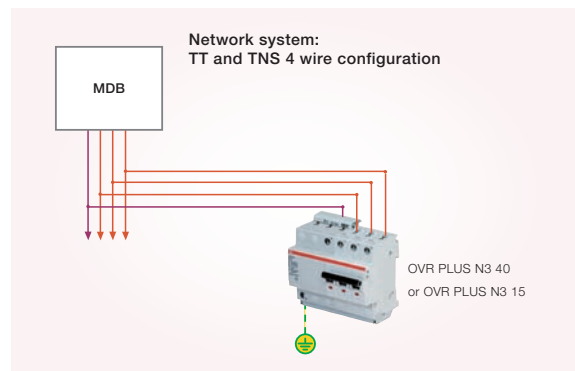 Network system:
TT and TNS 4 wire configuration
MDB
OVR PLUS N3 40
or OVR PLUS N3 15